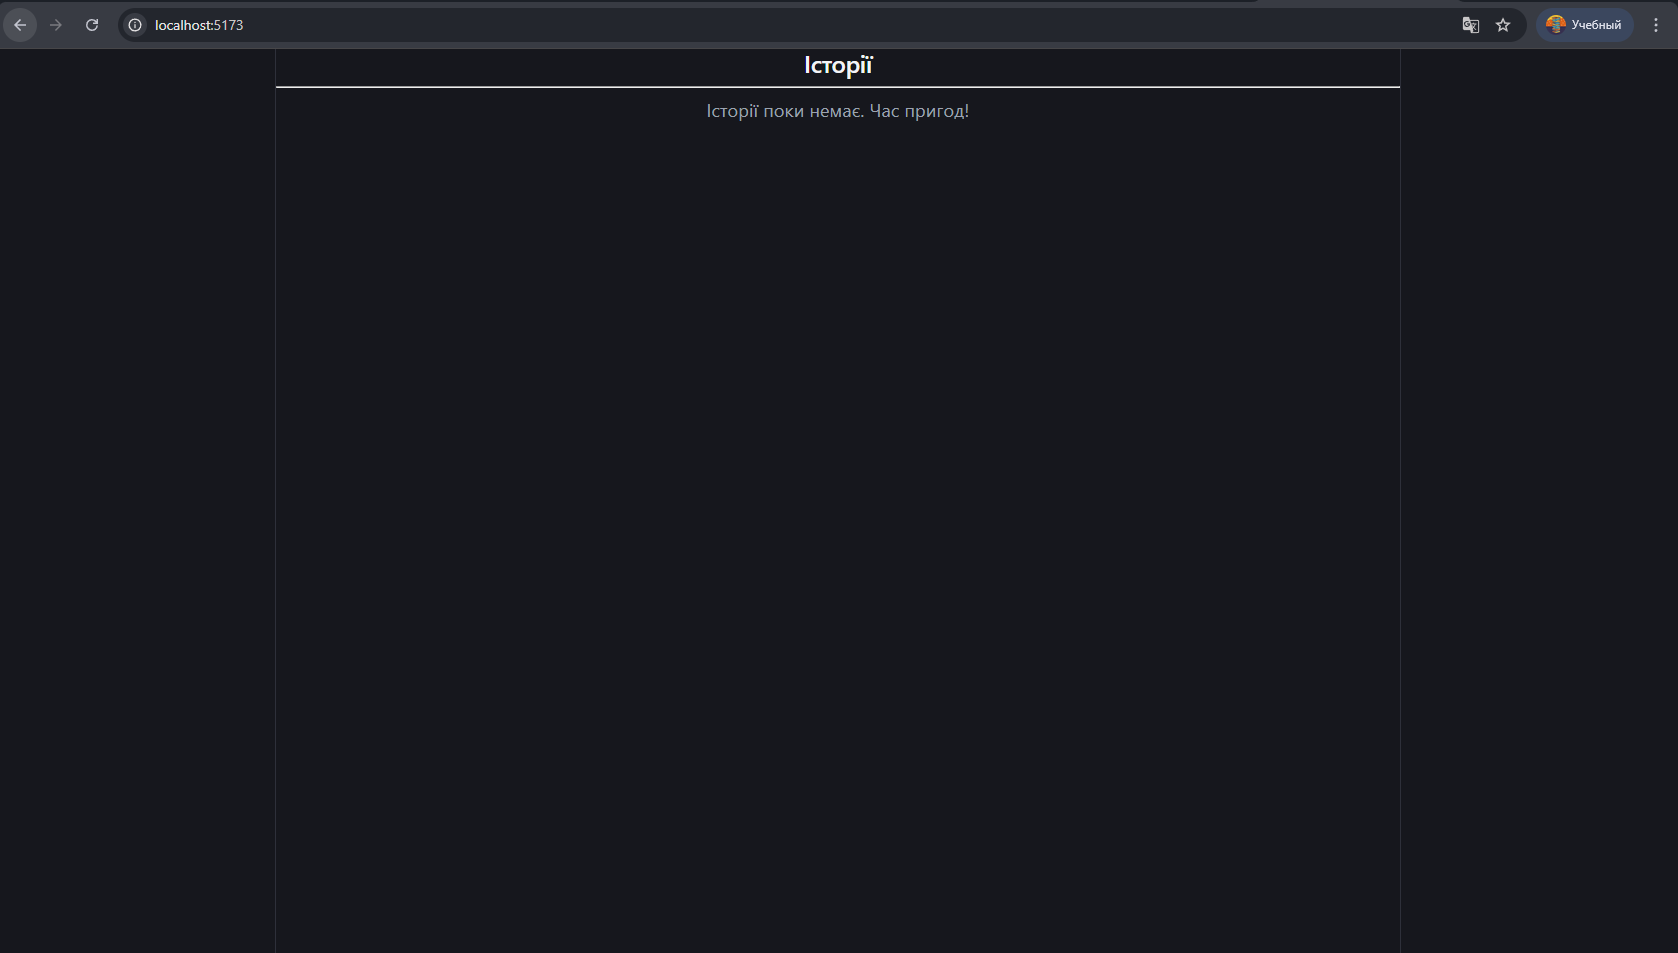 localhost:5173
Учебный
Історії
Історії поки немає. Час пригод!